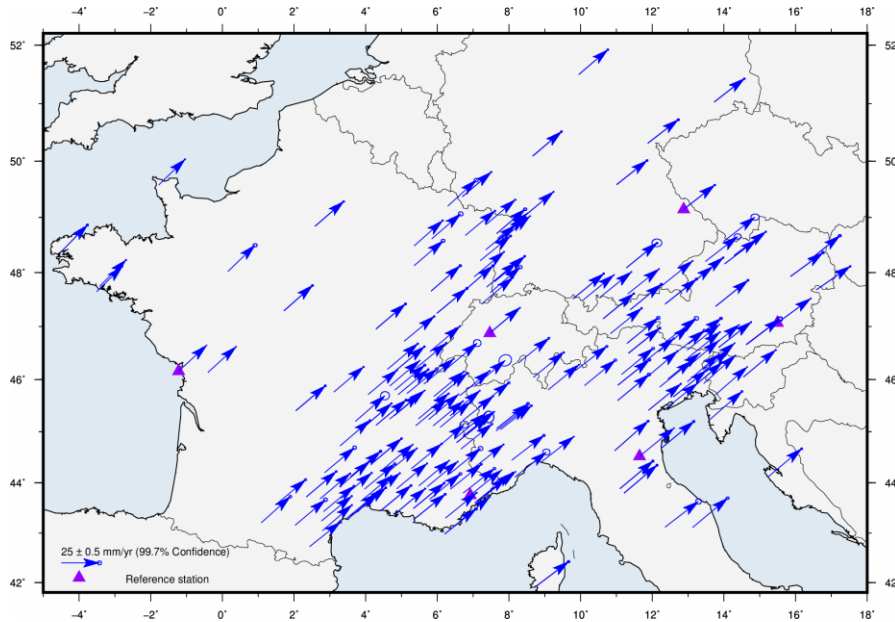 −4˚ −2˚ 0˚ 2˚ 4˚ 6˚ 8˚ 10˚ 12˚ 14˚ 16˚ 18˚
52˚ 52˚
50˚ 50˚
48˚ 48˚
46˚ 46˚
44˚ 44˚
25 ± 0.5 mm/yr (99.7% Confidence)
Reference station
42˚ 42˚
−4˚ −2˚ 0˚ 2˚ 4˚ 6˚ 8˚ 10˚ 12˚ 14˚ 16˚ 18˚